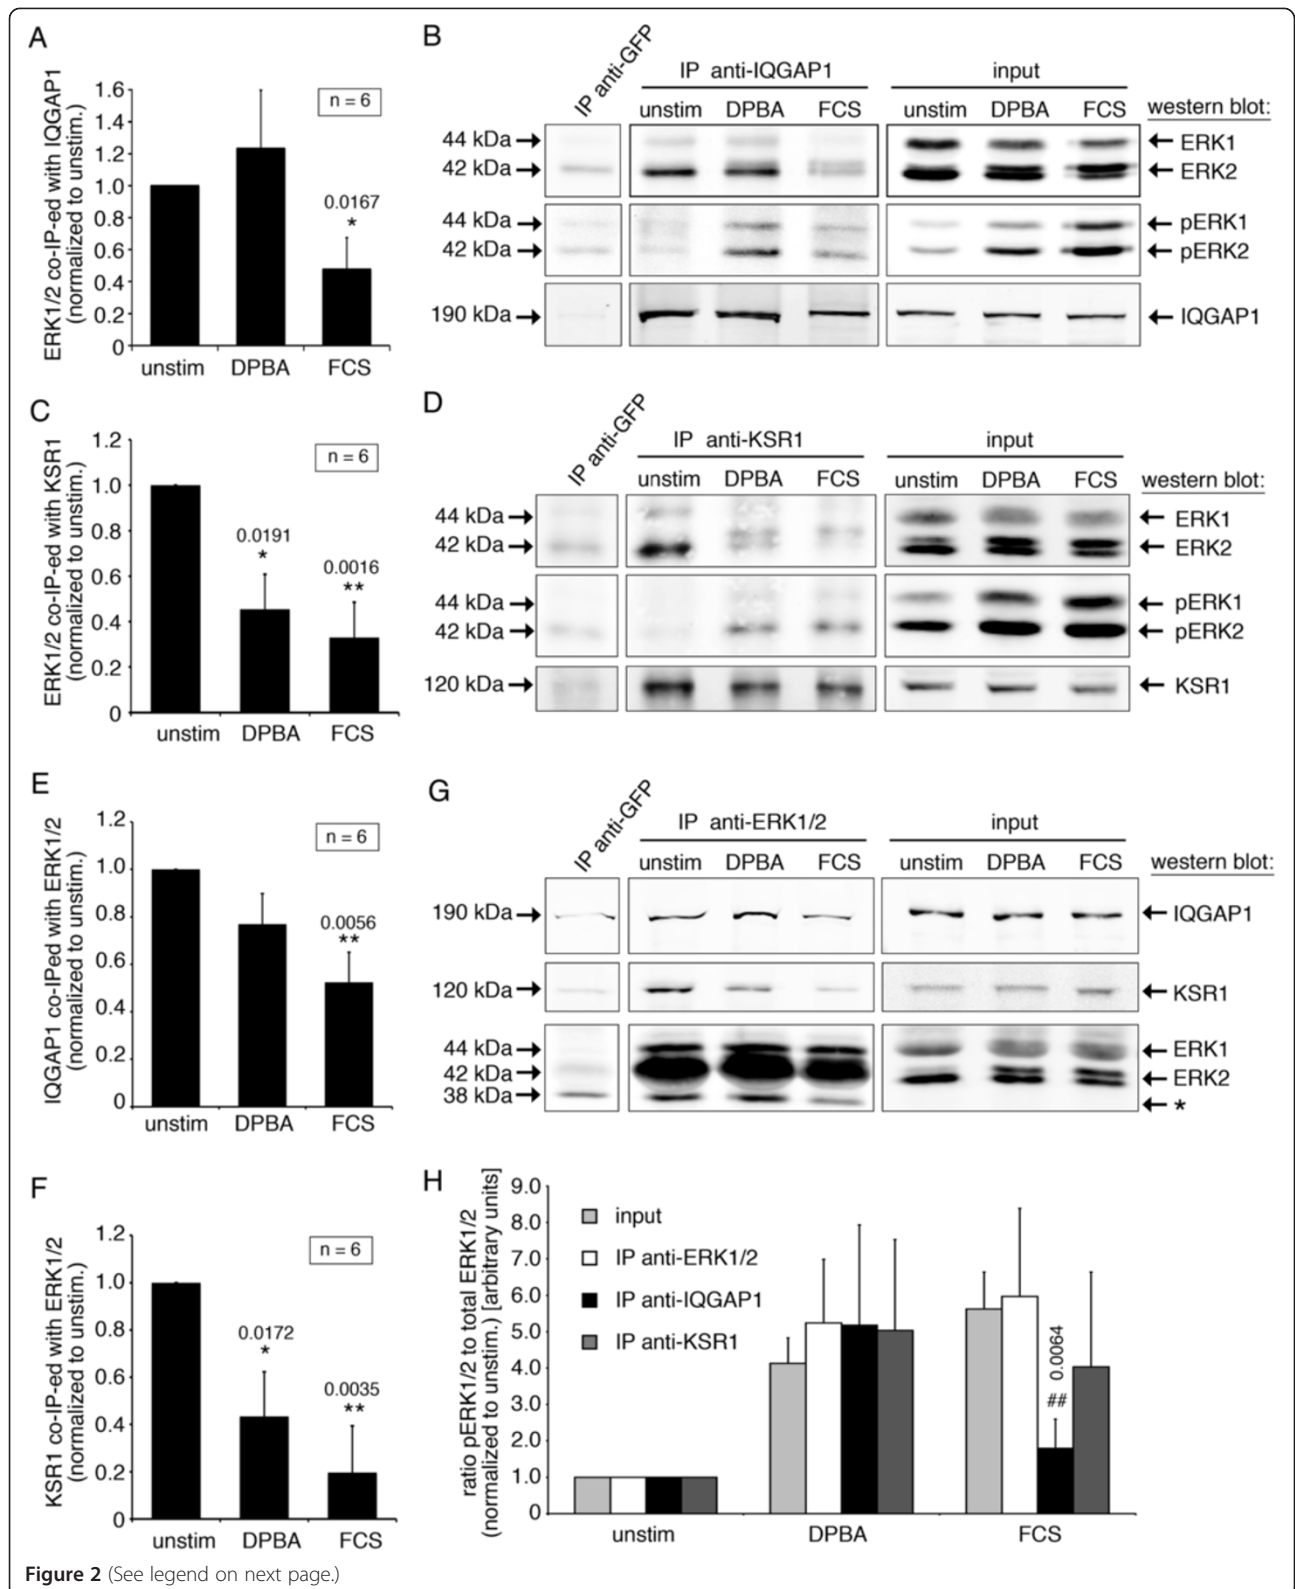 A
ERK1/2 co-IP-ed with IQGAP1
(normalized to unstim.)
1.6
1.4
1.2
1.0
0.8
0.6
0.4
0.2
0
n = 6
0.0167
*
unstim DPBA FCS
B
IP anti-GFP
IP anti-IQGAP1
input
unstim DPBA FCS
unstim DPBA FCS
western blot:
44 kDa
ERK1
42 kDa
ERK2
44 kDa
pERK1
42 kDa
pERK2
190 kDa
IQGAP1
C
ERK1/2 co-IP-ed with KSR1
(normalized to unstim.)
1.2
1.0
0.8
0.6
0.4
0.2
0
n = 6
0.0191
*
0.0016
**
unstim DPBA FCS
D
IP anti-GFP
IP anti-KSR1
input
unstim DPBA FCS
unstim DPBA FCS
western blot:
44 kDa
ERK1
42 kDa
ERK2
44 kDa
pERK1
42 kDa
pERK2
120 kDa
KSR1
E
IQGAP1 co-IPed with ERK1/2
(normalized to unstim.)
1.2
1.0
0.8
0.6
0.4
0.2
0
n = 6
0.0056
**
unstim DPBA FCS
G
IP anti-GFP
IP anti-ERK1/2
input
unstim DPBA FCS
unstim DPBA FCS
western blot:
190 kDa
IQGAP1
120 kDa
KSR1
44 kDa
ERK1
42 kDa
ERK2
38 kDa
*
F
KSR1 co-IP-ed with ERK1/2
(normalized to unstim.)
1.2
1.0
0.8
0.6
0.4
0.2
0
n = 6
0.0172
*
0.0035
**
unstim DPBA FCS
H
ratio pERK1/2 to total ERK1/2
(normalized to unstim.) [arbitrary units]
9.0
8.0
7.0
6.0
5.0
4.0
3.0
2.0
1.0
0
input
IP anti-ERK1/2
IP anti-IQGAP1
IP anti-KSR1
0.0064
##
unstim DPBA FCS
Figure 2 (See legend on next page.)